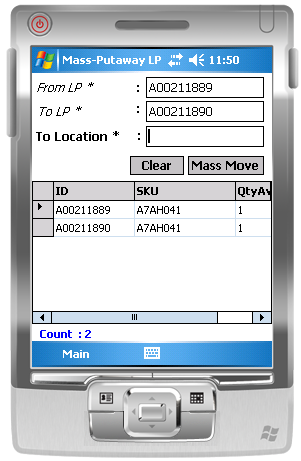 Mass-Putaway LP 11:50
From LP * : A00211889
To LP * : A00211890
To Location * :
Clear Mass Move
ID SKU QtyAv
A00211889 A7AH041 1
A00211890 A7AH041 1
Count : 2
Main